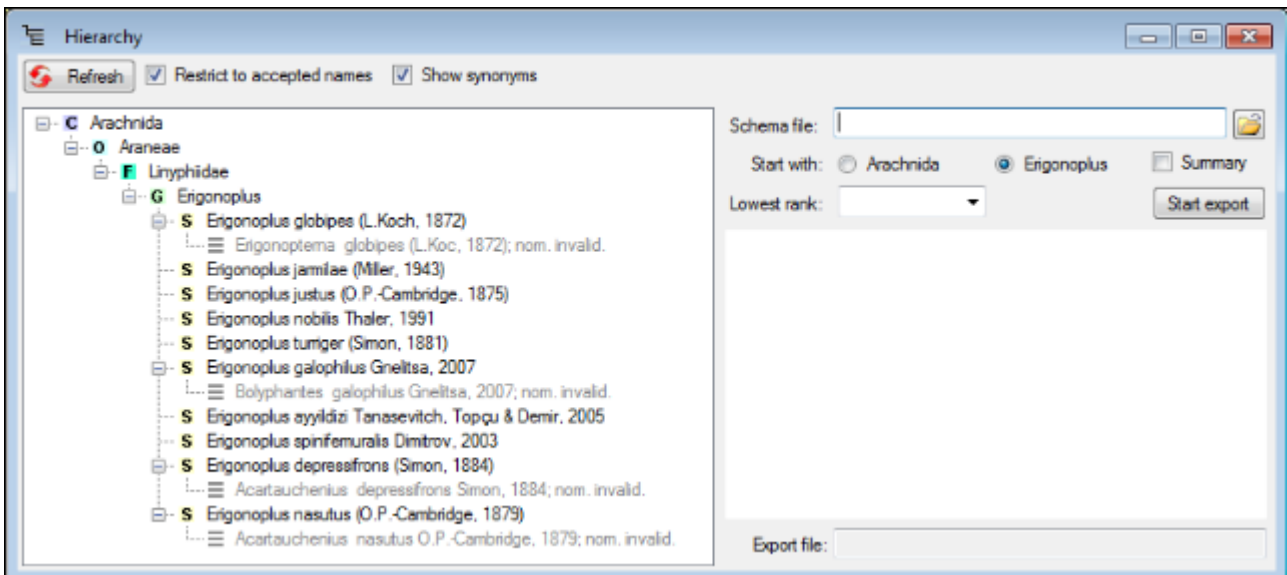 Hierarchy
Refresh Restrict to accepted names Show synonyms
C Arachnida
O Araneae
F Linyphiidae
G Erigonoplus
S Erigonoplus globipes (L.Koch, 1872)
Erigonoptema globipes (L.Koc, 1872); nom. invalid.
S Erigonoplus jarmilae (Miller, 1943)
S Erigonoplus justus (O.P.-Cambridge, 1875)
S Erigonoplus nobilis Thaler, 1991
S Erigonoplus turriger (Simon, 1881)
S Erigonoplus galophilus Gnelitsa, 2007
Bolyphantes galophilus Gnelitsa, 2007; nom. invalid.
S Erigonoplus ayyildizi Tanasevitch, Topçu & Demir, 2005
S Erigonoplus spinifemuralis Dimitrov, 2003
S Erigonoplus depressifrons (Simon, 1884)
Acartauchenius depressifrons Simon, 1884; nom. invalid.
S Erigonoplus nasutus (O.P.-Cambridge, 1879)
Acartauchenius nasutus O.P.-Cambridge, 1879; nom. invalid.
Schema file:
Start with: Arachnida Erigonoplus Summary
Lowest rank: Start export
Export file: